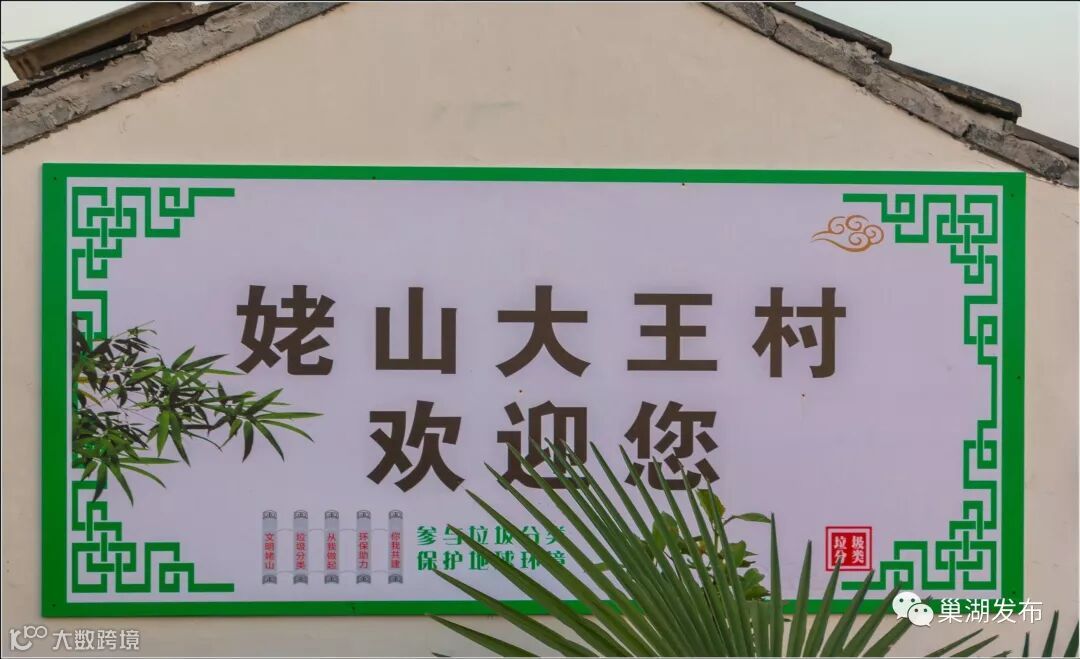 姥山大王村
欢迎您
文明姥山
垃圾分类
从我做起
环保助力
你我共建
参与垃圾分类
保护地球环境
垃圾
分类
巢湖发布
大数跨境